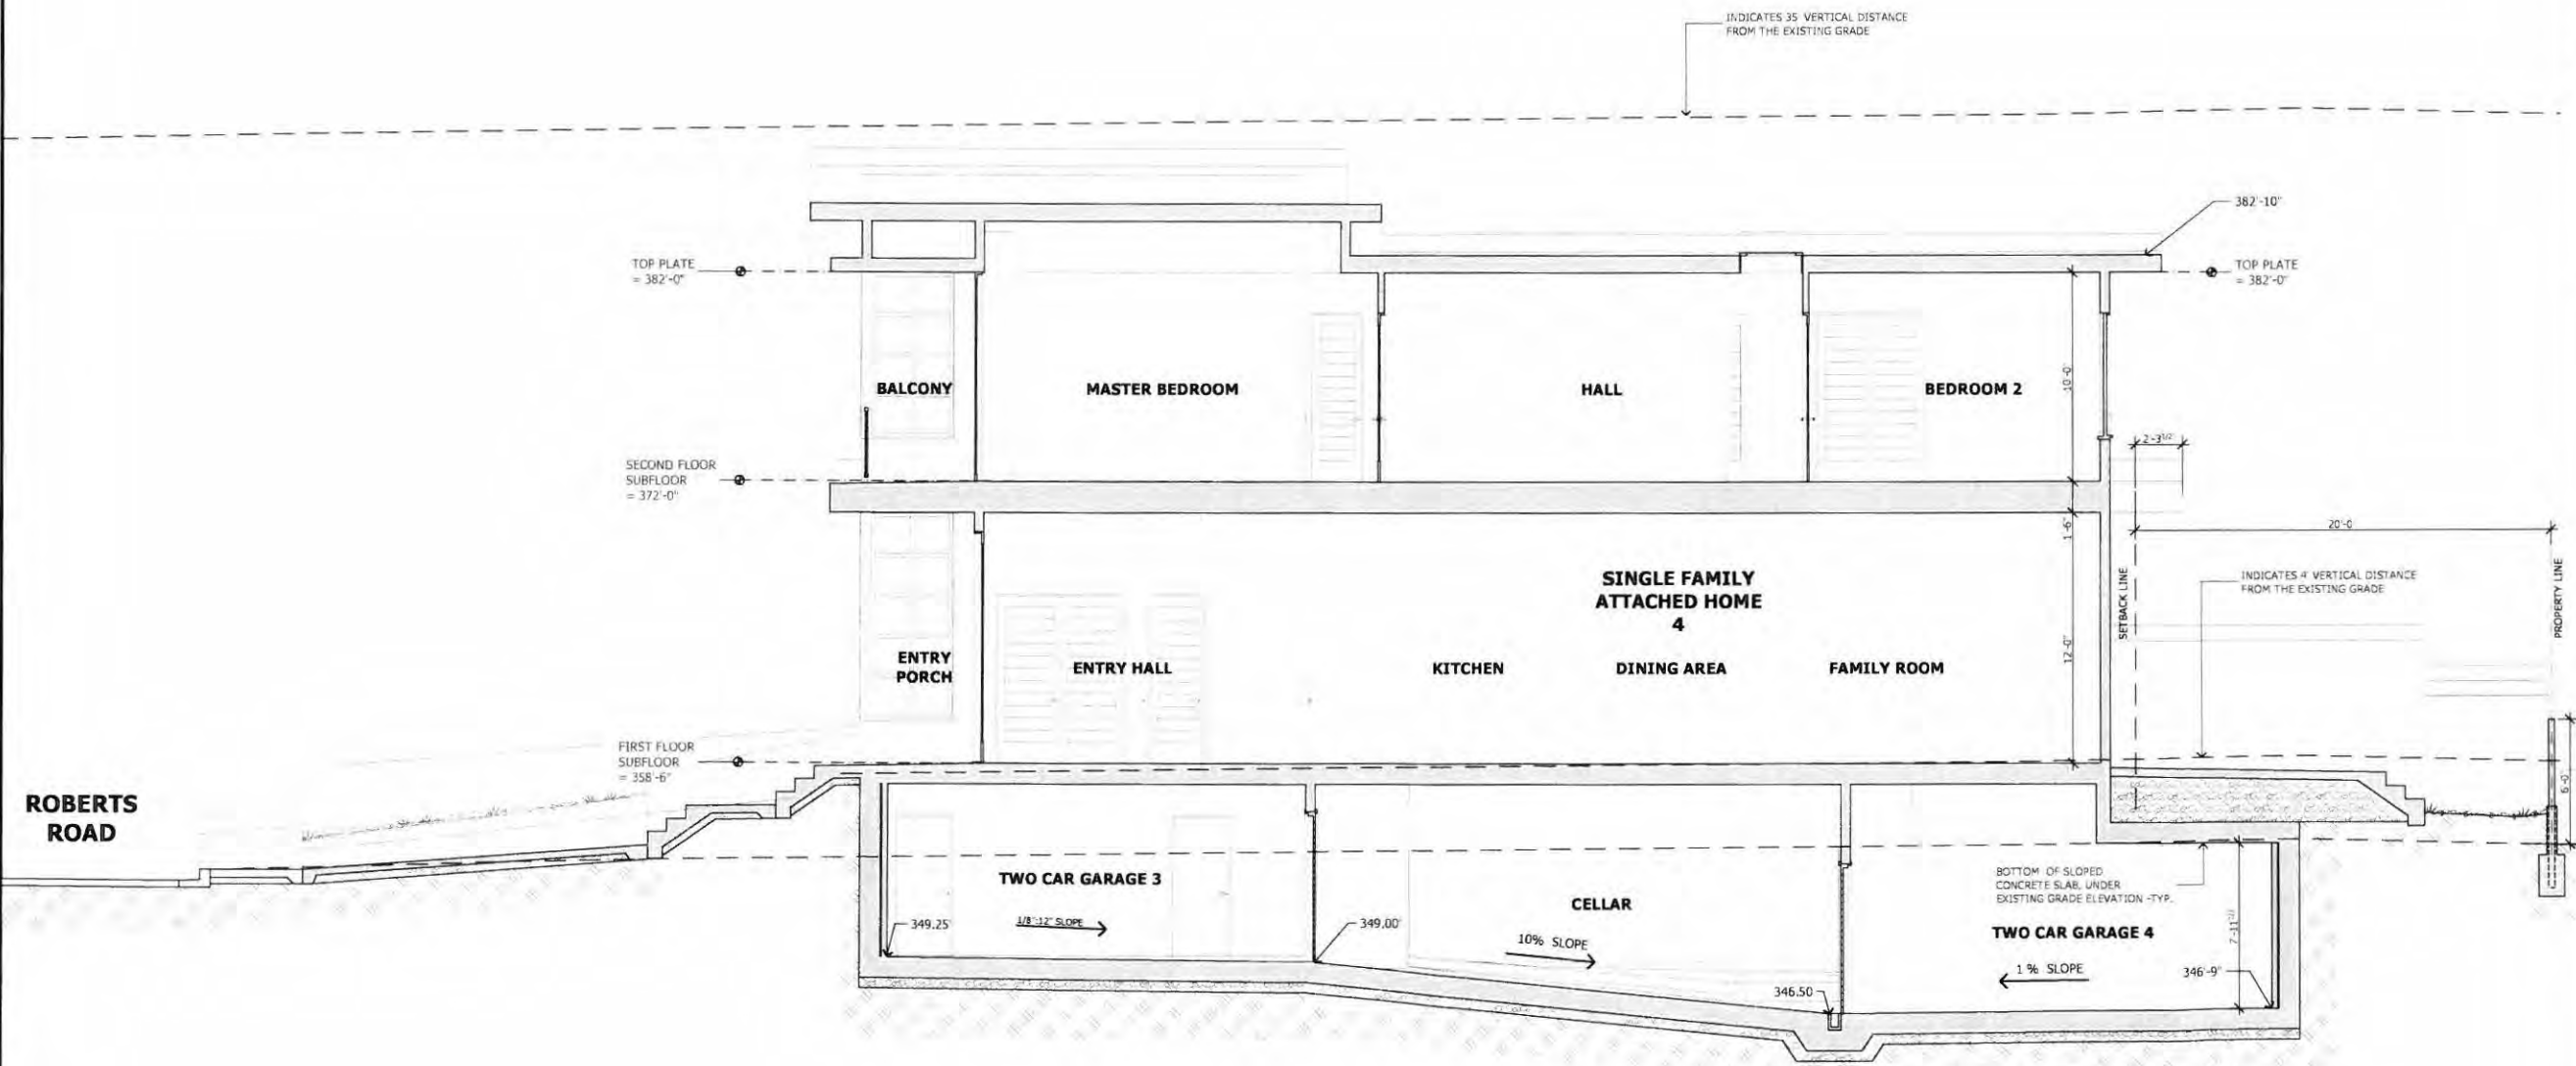 INDICATES 35 VERTICAL DISTANCE
FROM THE EXISTING GRADE
382'-10"
TOP PLATE
= 382'-0"
TOP PLATE
= 382'-0"
BALCONY
MASTER BEDROOM
HALL
BEDROOM 2
10'-0"
2'-3 1/2"
SECOND FLOOR
SUBFLOOR
= 372'-0"
1'-6"
20'-0
SINGLE FAMILY
ATTACHED HOME
4
SETBACK LINE
INDICATES 4' VERTICAL DISTANCE
FROM THE EXISTING GRADE
PROPERTY LINE
ENTRY
PORCH
ENTRY HALL
KITCHEN
DINING AREA
FAMILY ROOM
12'-0"
FIRST FLOOR
SUBFLOOR
= 358'-6"
6'-0"
ROBERTS
ROAD
TWO CAR GARAGE 3
1/8":12" SLOPE
349.25'
349.00'
CELLAR
10% SLOPE
346.50
BOTTOM OF SLOPED
CONCRETE SLAB, UNDER
EXISTING GRADE ELEVATION -TYP.
TWO CAR GARAGE 4
1 % SLOPE
346'-9"